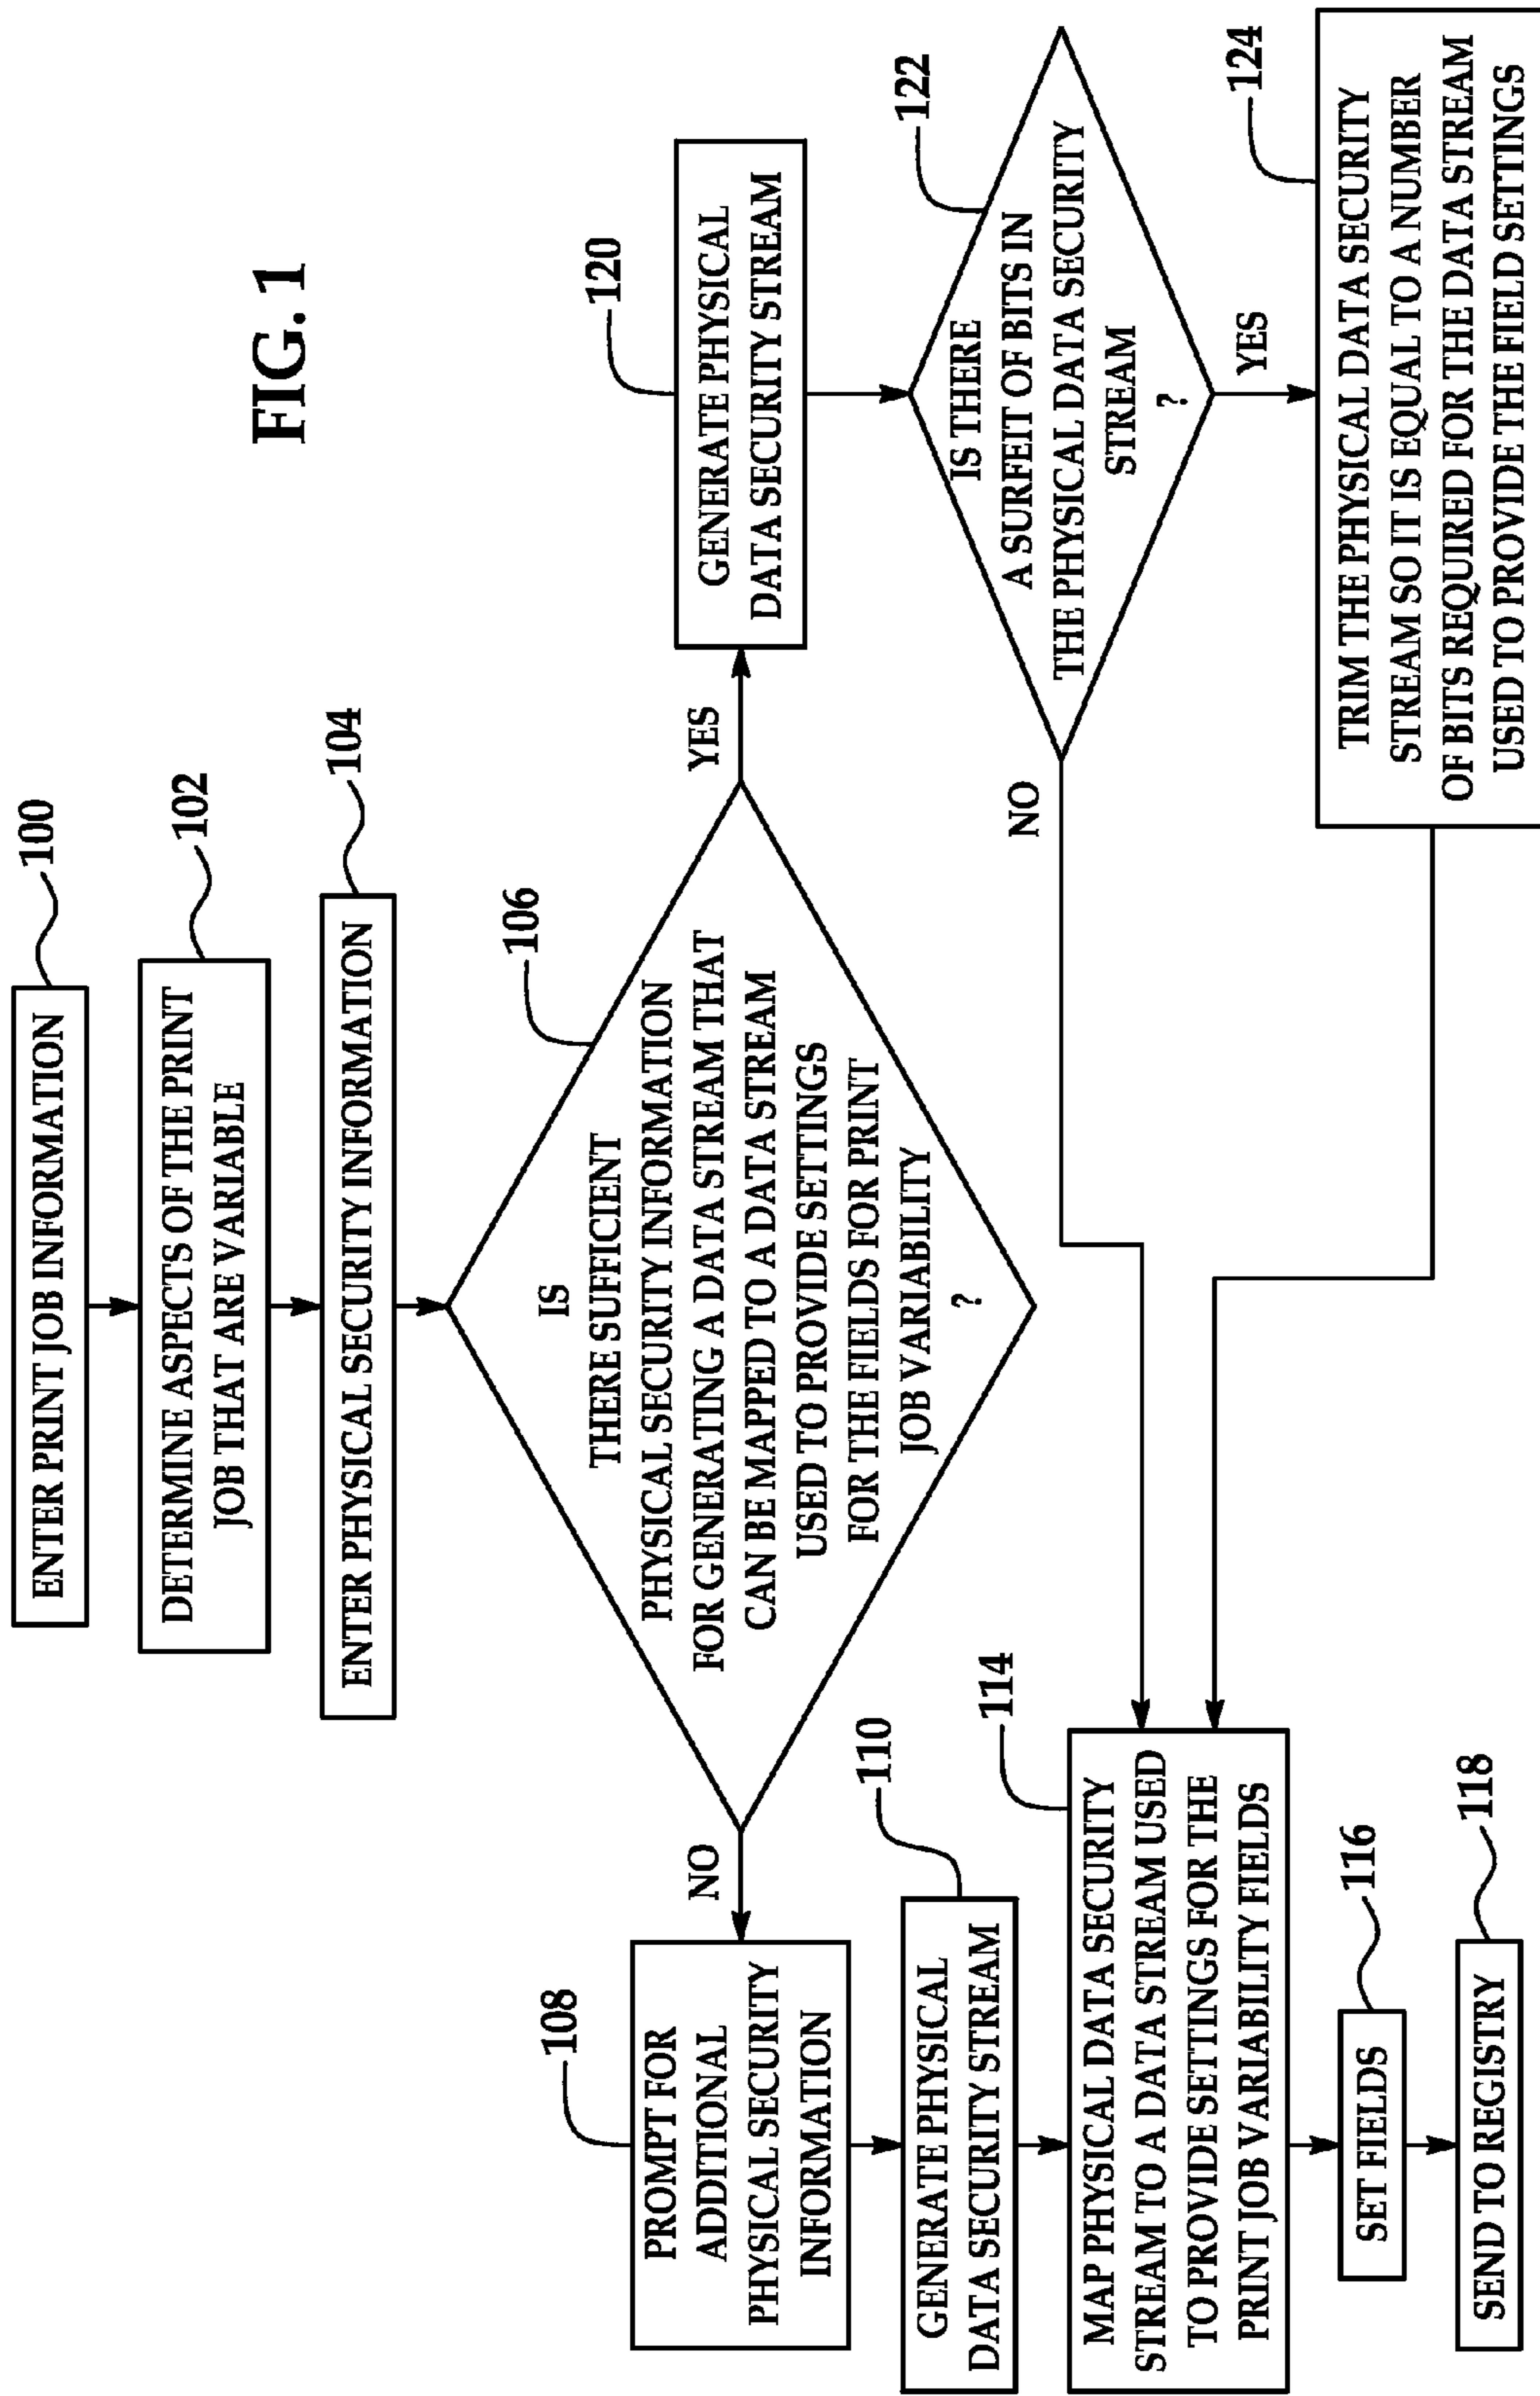 FIG. 1
100
ENTER PRINT JOB INFORMATION
102
DETERMINE ASPECTS OF THE PRINT
JOB THAT ARE VARIABLE
104
ENTER PHYSICAL SECURITY INFORMATION
106
IS
THERE SUFFICIENT
PHYSICAL SECURITY INFORMATION
FOR GENERATING A DATA STREAM THAT
CAN BE MAPPED TO A DATA STREAM
USED TO PROVIDE SETTINGS
FOR THE FIELDS FOR PRINT
JOB VARIABILITY
?
NO
YES
108
PROMPT FOR
ADDITIONAL
PHYSICAL SECURITY
INFORMATION
110
GENERATE PHYSICAL
DATA SECURITY STREAM
114
MAP PHYSICAL DATA SECURITY
STREAM TO A DATA STREAM USED
TO PROVIDE SETTINGS FOR THE
PRINT JOB VARIABILITY FIELDS
116
SET FIELDS
118
SEND TO REGISTRY
120
GENERATE PHYSICAL
DATA SECURITY STREAM
122
IS THERE
A SURFEIT OF BITS IN
THE PHYSICAL DATA SECURITY
STREAM
?
NO
YES
124
TRIM THE PHYSICAL DATA SECURITY
STREAM SO IT IS EQUAL TO A NUMBER
OF BITS REQUIRED FOR THE DATA STREAM
USED TO PROVIDE THE FIELD SETTINGS